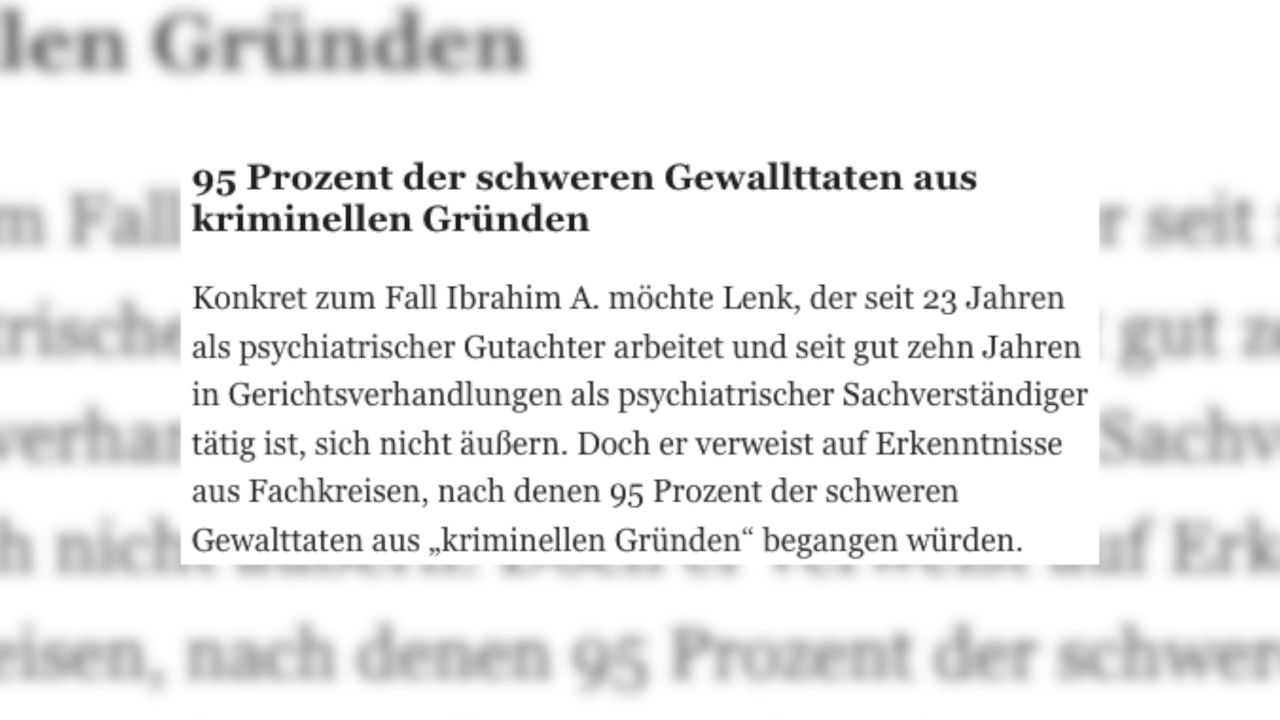 95 Prozent der schweren Gewallttaten aus
kriminellen Gründen
Konkret zum Fall Ibrahim A. möchte Lenk, der seit 23 Jahren
als psychiatrischer Gutachter arbeitet und seit gut zehn Jahren
in Gerichtsverhandlungen als psychiatrischer Sachverständiger
tätig ist, sich nicht äußern. Doch er verweist auf Erkenntnisse
aus Fachkreisen, nach denen 95 Prozent der schweren
Gewalttaten aus „kriminellen Gründen“ begangen würden.